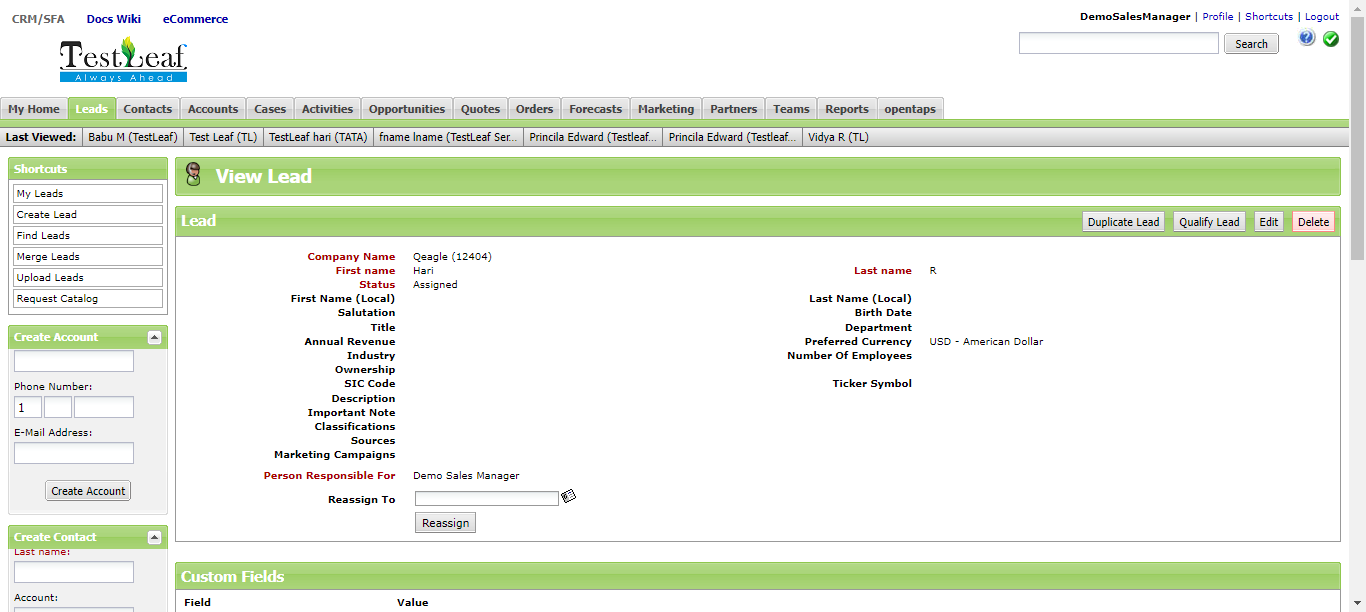 CRM/SFA Docs Wiki eCommerce
DemoSalesManager | Profile | Shortcuts | Logout
Search
TestLeaf
Always Ahead
My Home Leads Contacts Accounts Cases Activities Opportunities Quotes Orders Forecasts Marketing Partners Teams Reports opentaps
Last Viewed: Babu M (TestLeaf) Test Leaf (TL) TestLeaf hari (TATA) fname lname (TestLeaf Ser... Princila Edward (Testleaf... Princila Edward (Testleaf... Vidya R (TL)
Shortcuts
My Leads
Create Lead
Find Leads
Merge Leads
Upload Leads
Request Catalog
Create Account
Phone Number:
1
E-Mail Address:
Create Account
Create Contact
Last name:
Account:
View Lead
Lead Duplicate Lead Qualify Lead Edit Delete
Company Name Qeagle (12404)
First name Hari Last name R
Status Assigned
First Name (Local) Last Name (Local)
Salutation Birth Date
Title Department
Annual Revenue Preferred Currency USD - American Dollar
Industry Number Of Employees
Ownership
SIC Code Ticker Symbol
Description
Important Note
Classifications
Sources
Marketing Campaigns
Person Responsible For Demo Sales Manager
Reassign To
Reassign
Custom Fields
Field Value